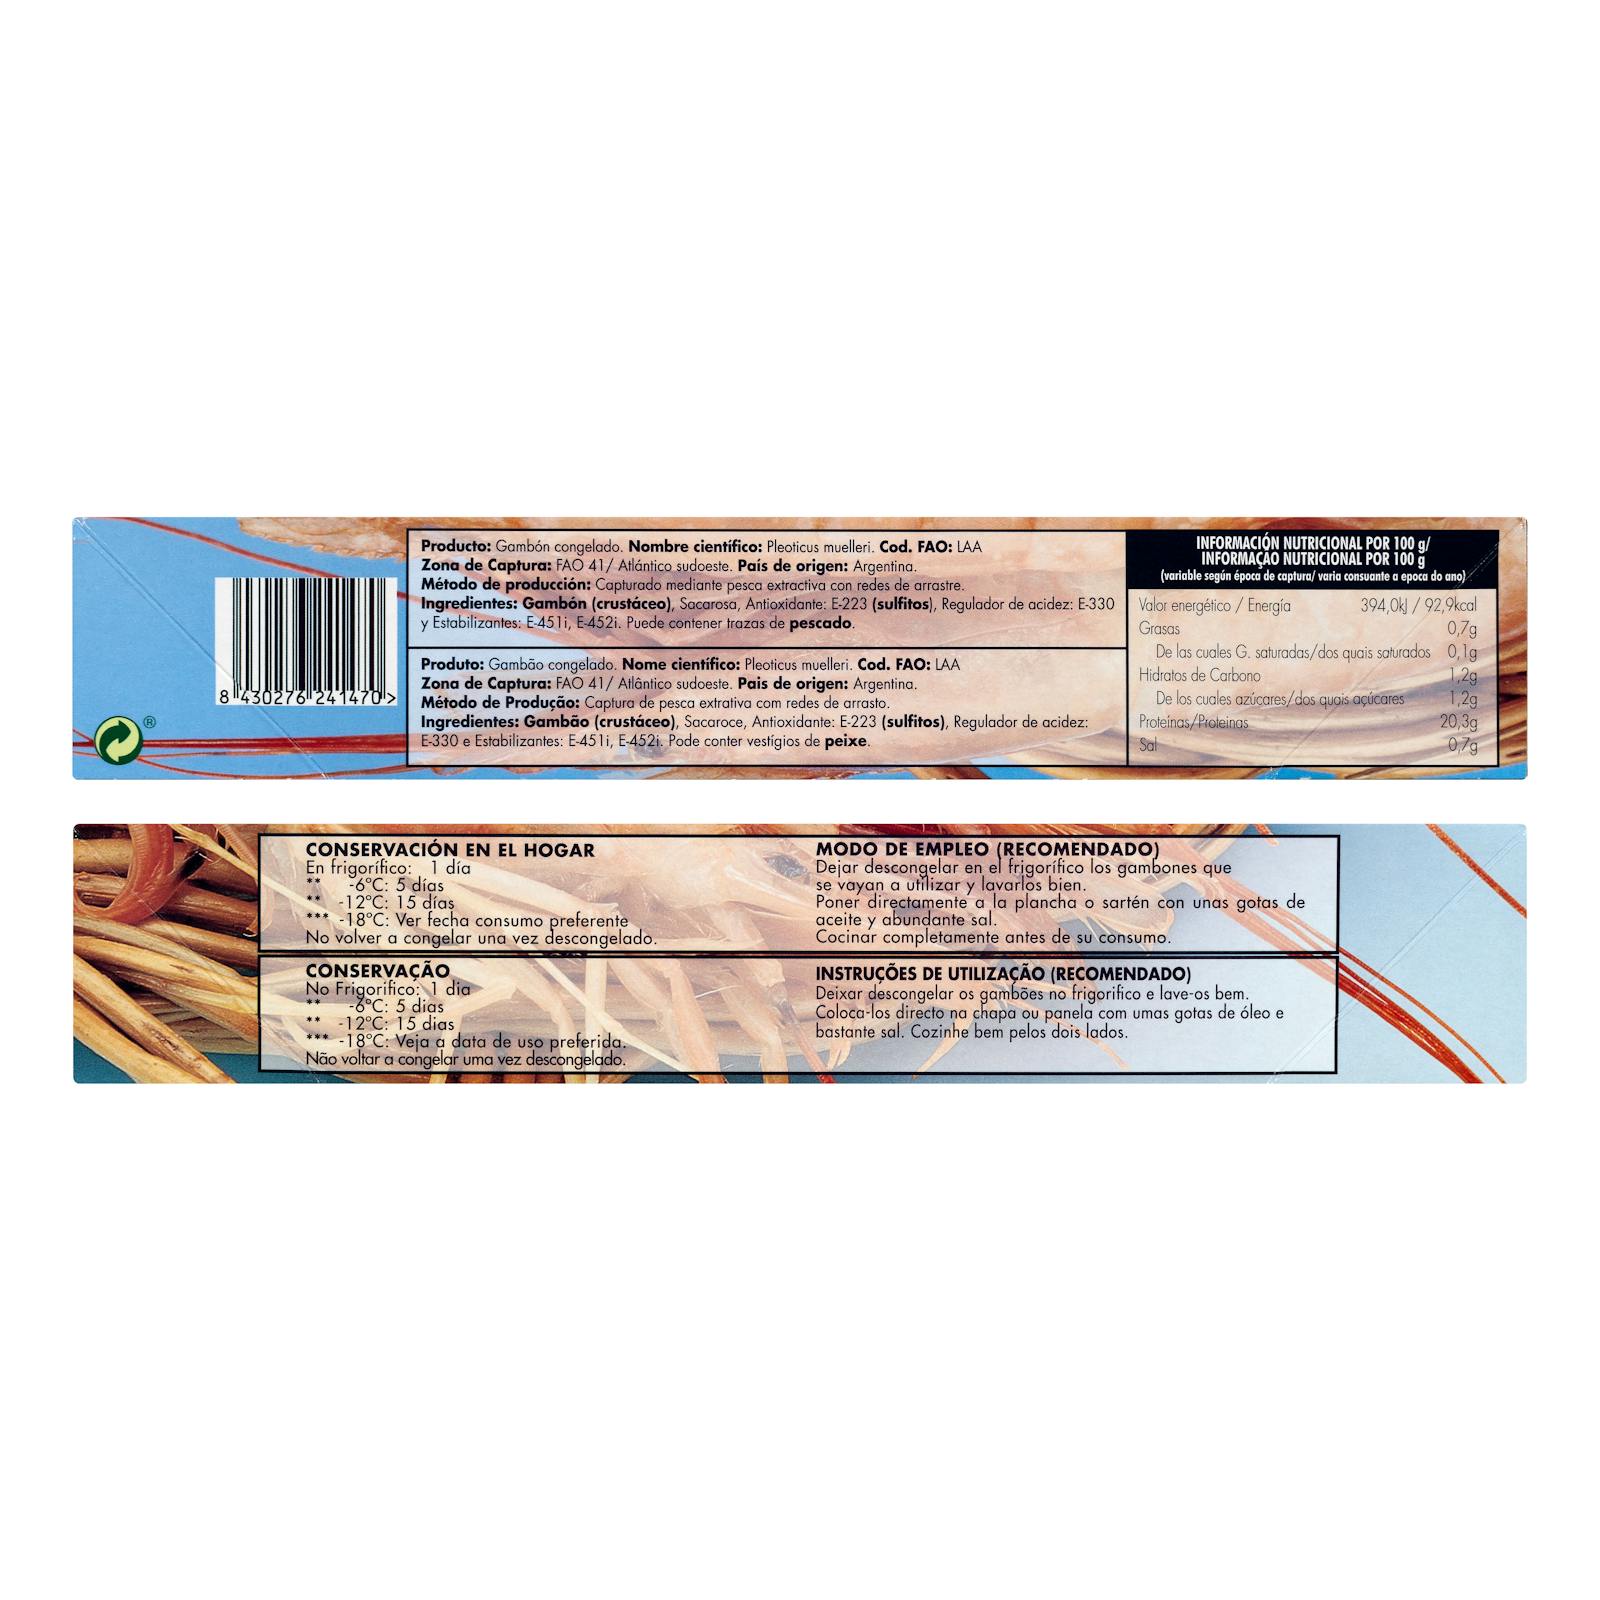 Producto: Gambón congelado. Nombre científico: Pleoticus muelleri. Cod. FAO: LAA
Zona de Captura: FAO 41/ Atlántico sudoeste. País de origen: Argentina.
Método de producción: Capturado mediante pesca extractiva con redes de arrastre.
Ingredientes: Gambón (crustáceo), Sacarosa, Antioxidante: E-223 (sulfitos), Regulador de acidez: E-330
y Estabilizantes: E-451i, E-452i. Puede contener trazas de pescado.
Produto: Gambão congelado. Nome científico: Pleoticus muelleri. Cod. FAO: LAA
Zona de Captura: FAO 41/ Atlântico sudoeste. Pais de origen: Argentina.
Método de Produção: Captura de pesca extrativa com redes de arrasto.
Ingredientes: Gambão (crustáceo), Sacaroce, Antioxidante: E-223 (sulfitos), Regulador de acidez:
E-330 e Estabilizantes: E-451i, E-452i. Pode conter vestígios de peixe.
8 430276 241470 >
®
INFORMACIÓN NUTRICIONAL POR 100 g/
INFORMAÇÃO NUTRICIONAL POR 100 g
(variable según época de captura/ varia consuante a epoca do ano)
Valor energético / Energía 394,0kJ / 92,9kcal
Grasas 0,7g
De las cuales G. saturadas/dos quais saturados 0,1g
Hidratos de Carbono 1,2g
De los cuales azúcares/dos quais açúcares 1,2g
Proteínas/Proteinas 20,3g
Sal 0,7g
CONSERVACIÓN EN EL HOGAR
En frigorífico: 1 día
** -6ºC: 5 días
** -12ºC: 15 días
*** -18ºC: Ver fecha consumo preferente
No volver a congelar una vez descongelado.
MODO DE EMPLEO (RECOMENDADO)
Dejar descongelar en el frigorífico los gambones que
se vayan a utilizar y lavarlos bien.
Poner directamente a la plancha o sartén con unas gotas de
aceite y abundante sal.
Cocinar completamente antes de su consumo.
CONSERVAÇÃO
No Frigorifico: 1 dia
** -6ºC: 5 dias
** -12ºC: 15 dias
*** -18ºC: Veja a data de uso preferida.
Não voltar a congelar uma vez descongelado.
INSTRUÇÕES DE UTILIZAÇÃO (RECOMENDADO)
Deixar descongelar os gambões no frigorifico e lave-os bem.
Coloca-los directo na chapa ou panela com umas gotas de óleo e
bastante sal. Cozinhe bem pelos dois lados.